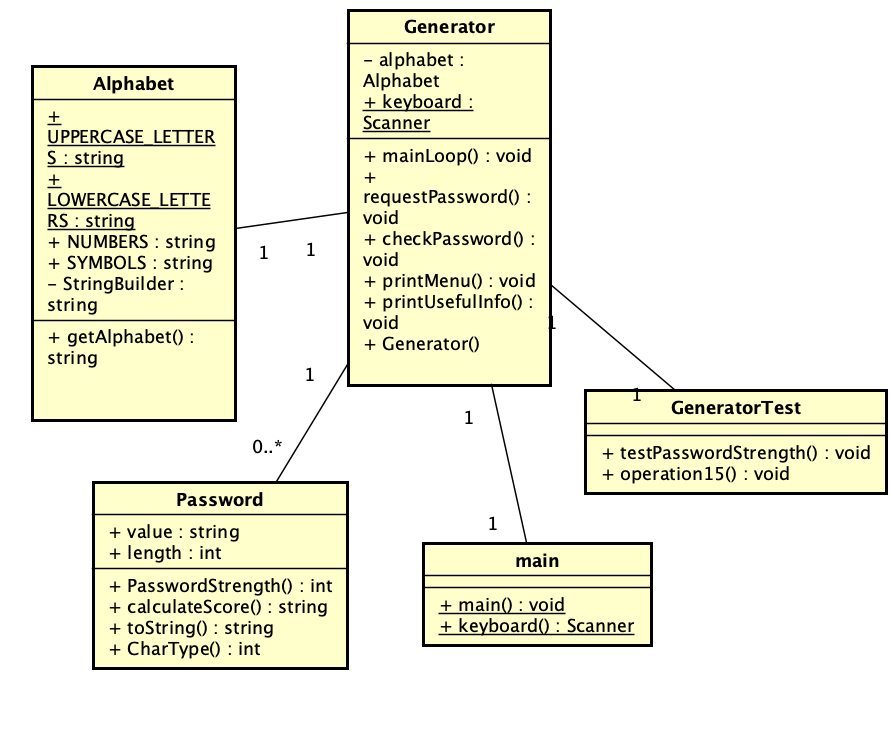 Generator
- alphabet :
Alphabet
+ keyboard :
Scanner
+ mainLoop() : void
+
requestPassword() :
void
+ checkPassword() :
void
+ printMenu() : void
+ printUsefulInfo() :
void
+ Generator()
Alphabet
+
UPPERCASE_LETTER
S : string
+
LOWERCASE_LETTE
RS : string
+ NUMBERS : string
+ SYMBOLS : string
- StringBuilder :
string
+ getAlphabet() :
string
1
1
1
1
GeneratorTest
+ testPasswordStrength() : void
+ operation15() : void
1
0..*
Password
+ value : string
+ length : int
+ PasswordStrength() : int
+ calculateScore() : string
+ toString() : string
+ CharType() : int
1
1
main
+ main() : void
+ keyboard() : Scanner